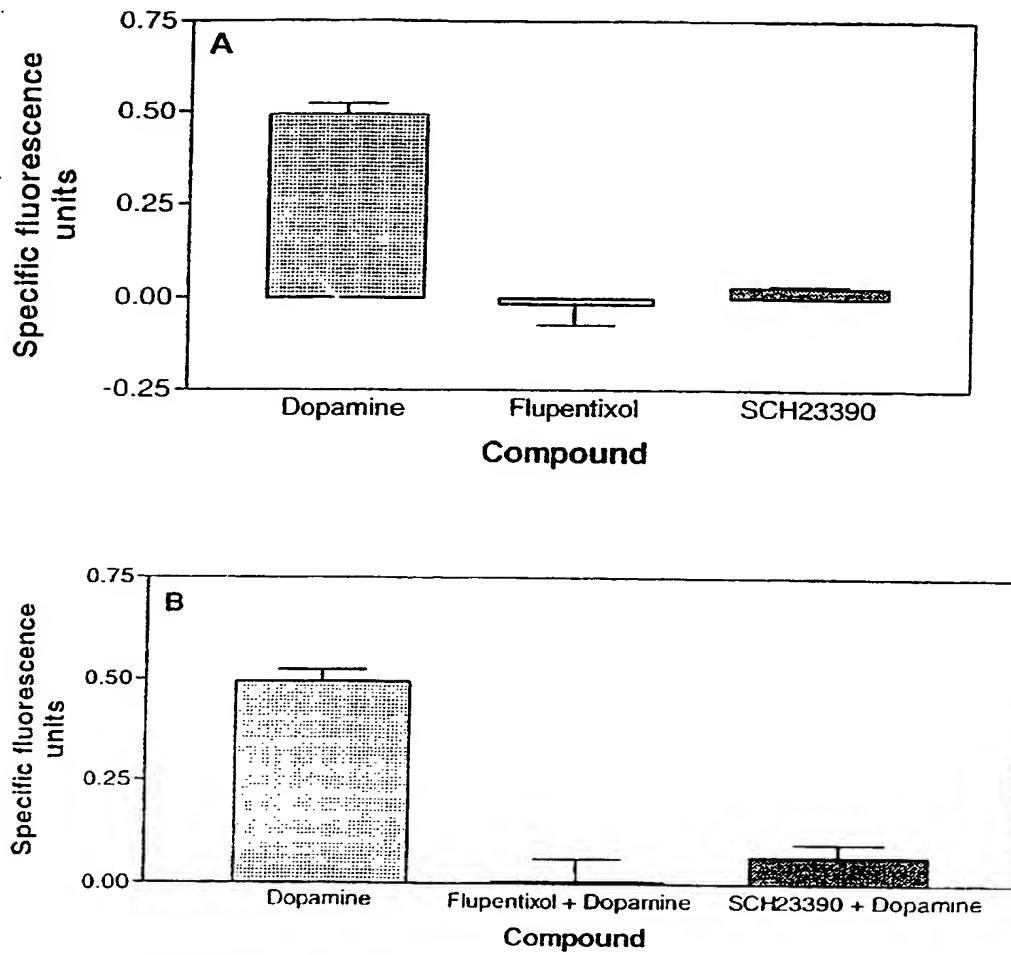 A
0.75
0.50
0.25
0.00
-0.25
Specific fluorescence
units
Dopamine Flupentixol SCH23390
Compound
B
0.75
0.50
0.25
0.00
Specific fluorescence
units
Dopamine Flupentixol + Dopamine SCH23390 + Dopamine
Compound